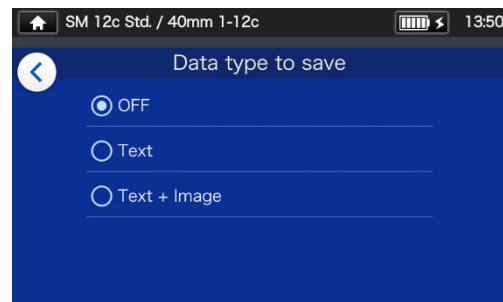 SM 12c Std. / 40mm 1-12c 13:50
Data type to save
OFF
Text
Text + Image